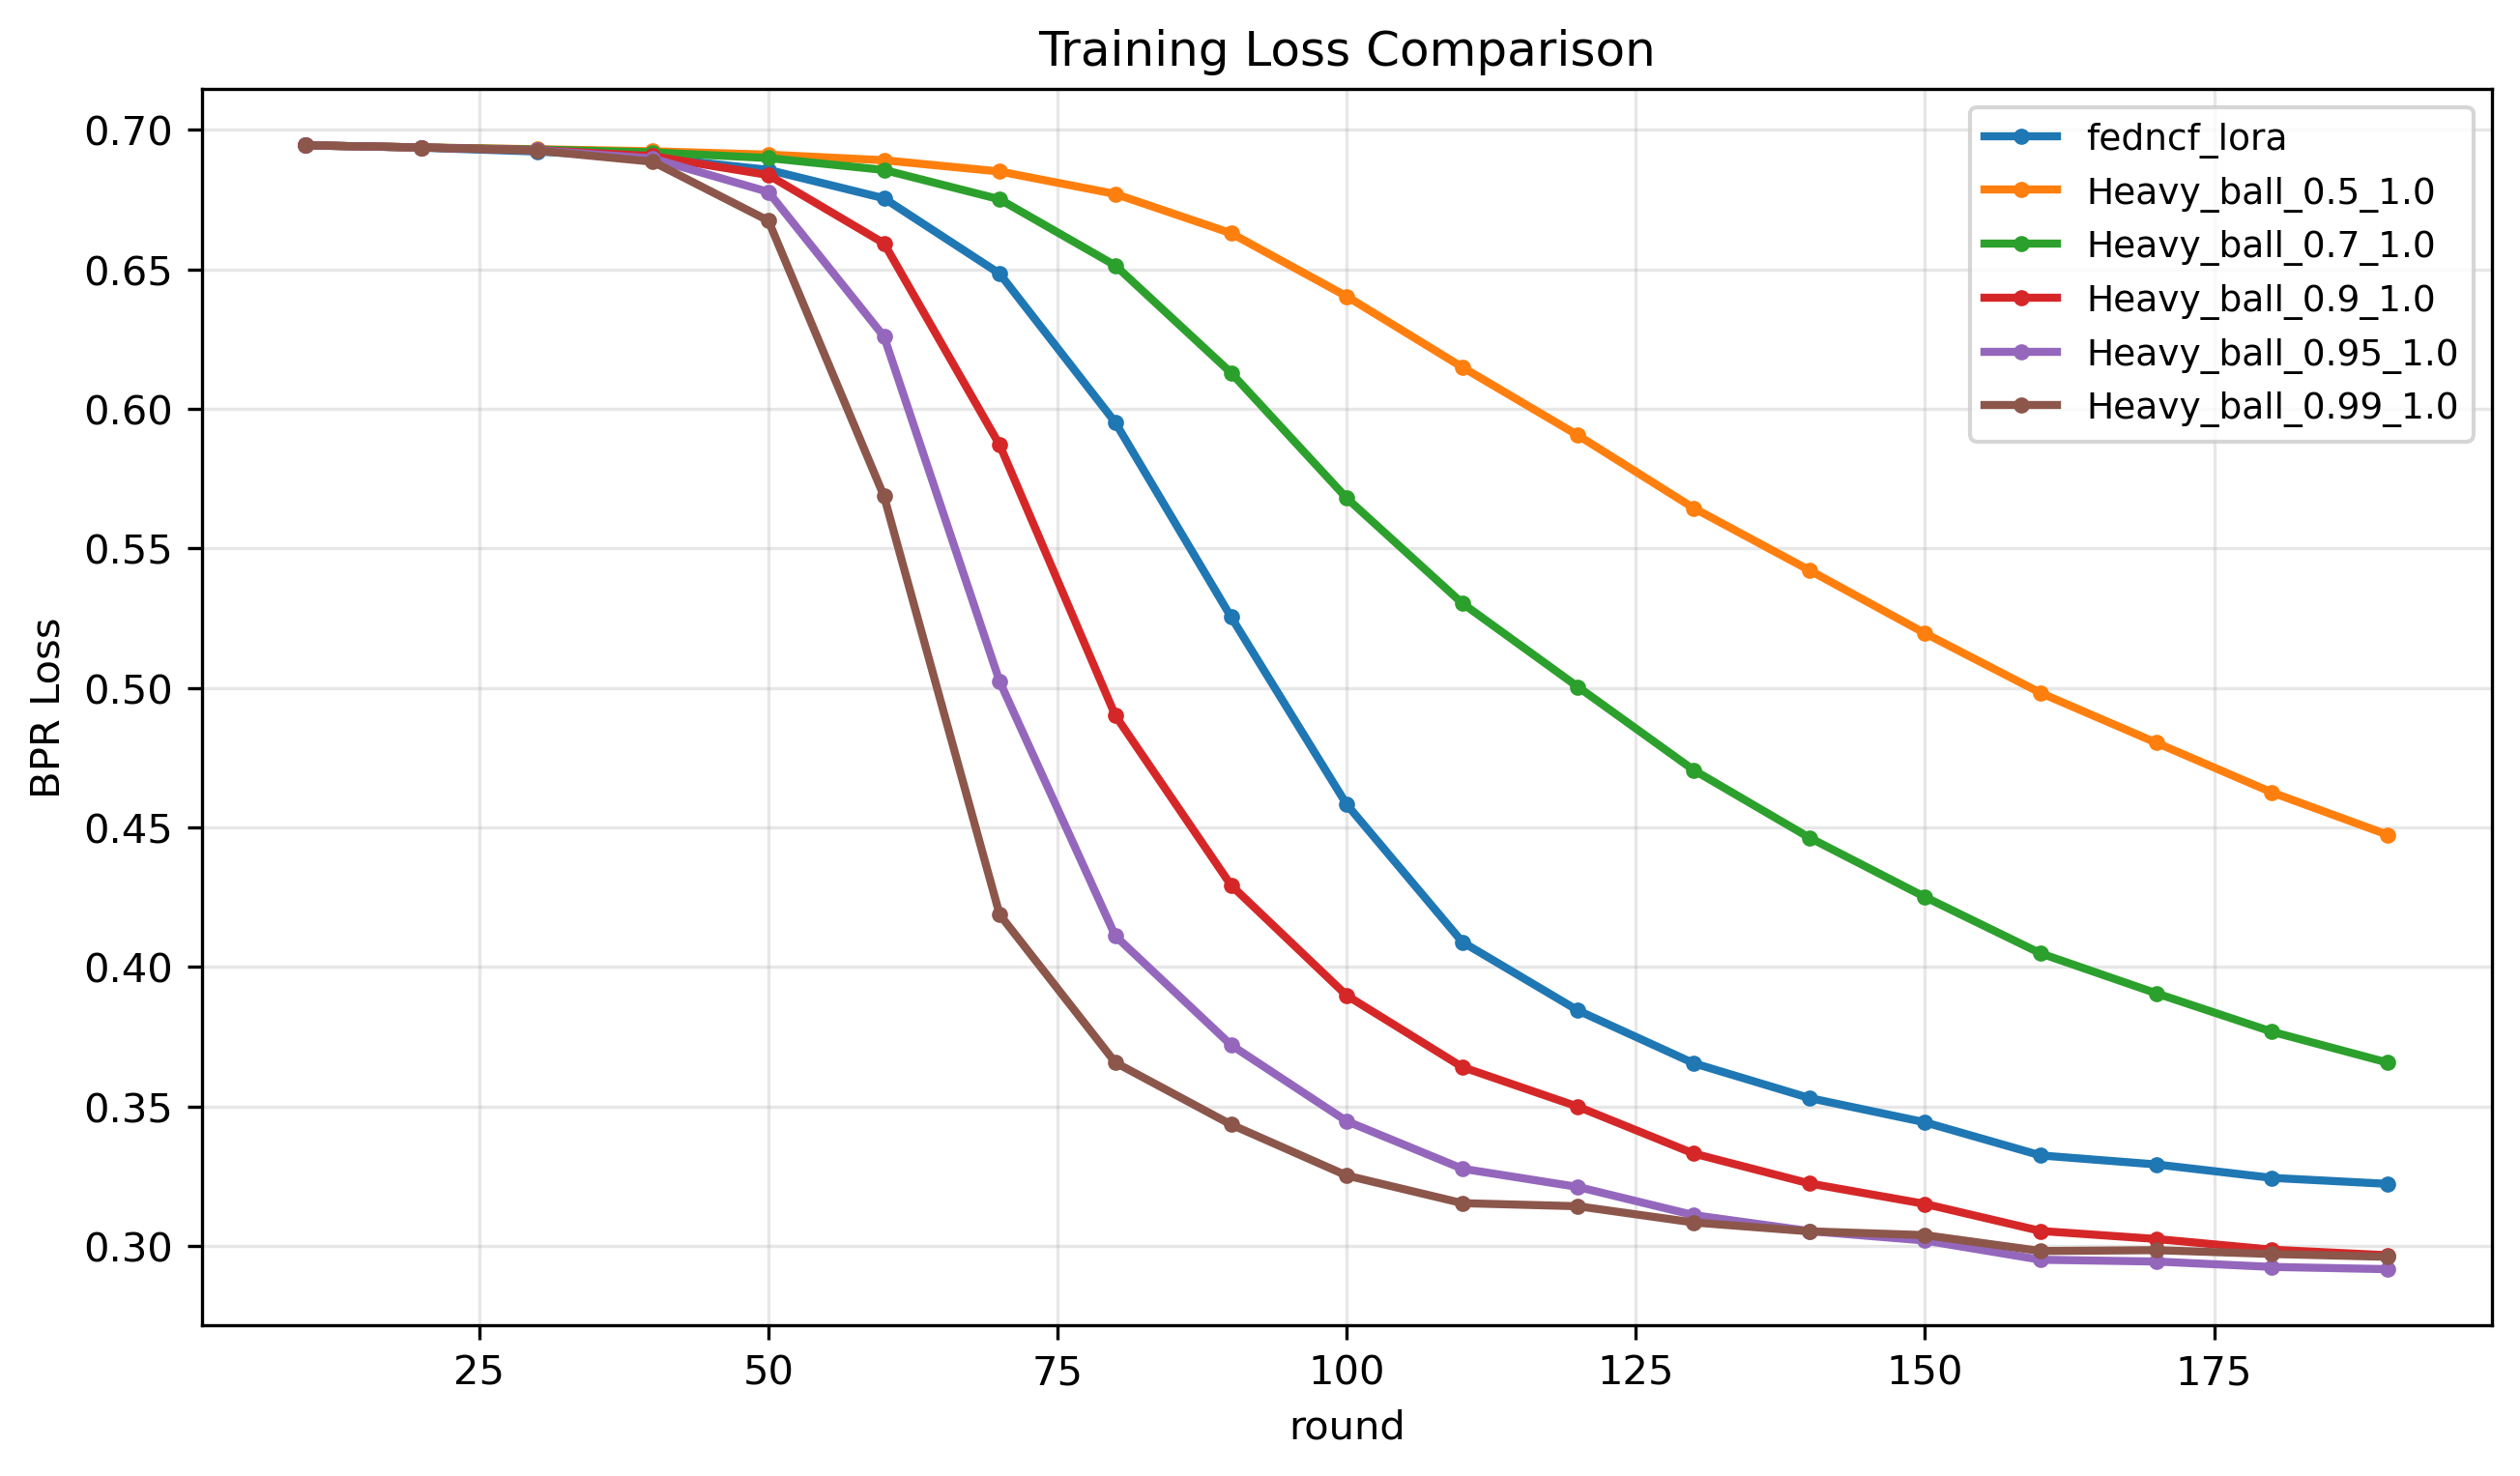 Training Loss Comparison
0.70
0.65
0.60
0.55
0.50
0.45
0.40
0.35
0.30
BPR Loss
fedncf_lora
Heavy_ball_0.5_1.0
Heavy_ball_0.7_1.0
Heavy_ball_0.9_1.0
Heavy_ball_0.95_1.0
Heavy_ball_0.99_1.0
25 50 75 100 125 150 175
round